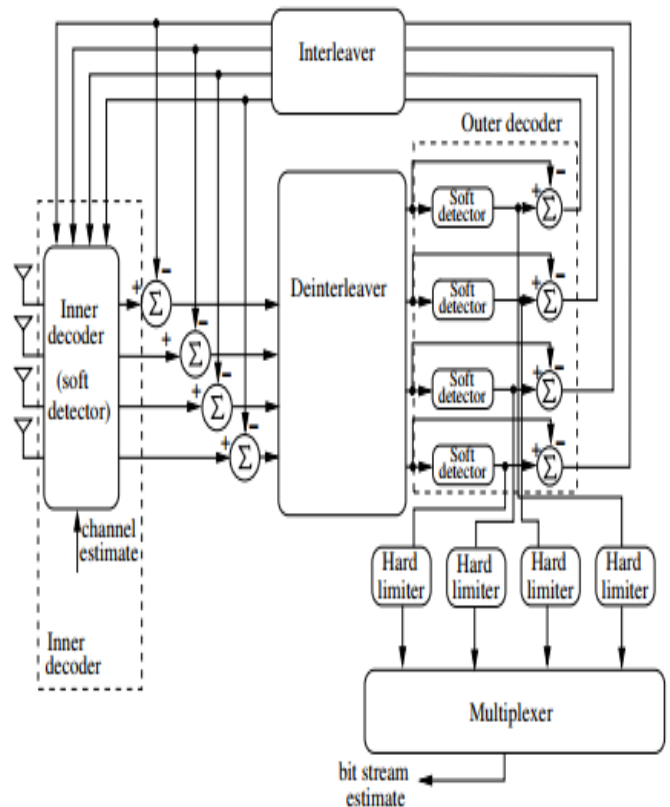 Interleaver
Outer decoder
Soft
detector
Deinterleaver
Soft
detector
Soft
detector
Soft
detector
Inner
decoder
(soft
detector)
channel
estimate
Inner
decoder
+
−
Σ
+
−
Σ
+
−
Σ
+
−
Σ
+
−
Σ
+
−
Σ
+
−
Σ
+
−
Σ
Hard
limiter
Hard
limiter
Hard
limiter
Hard
limiter
Multiplexer
bit stream
estimate